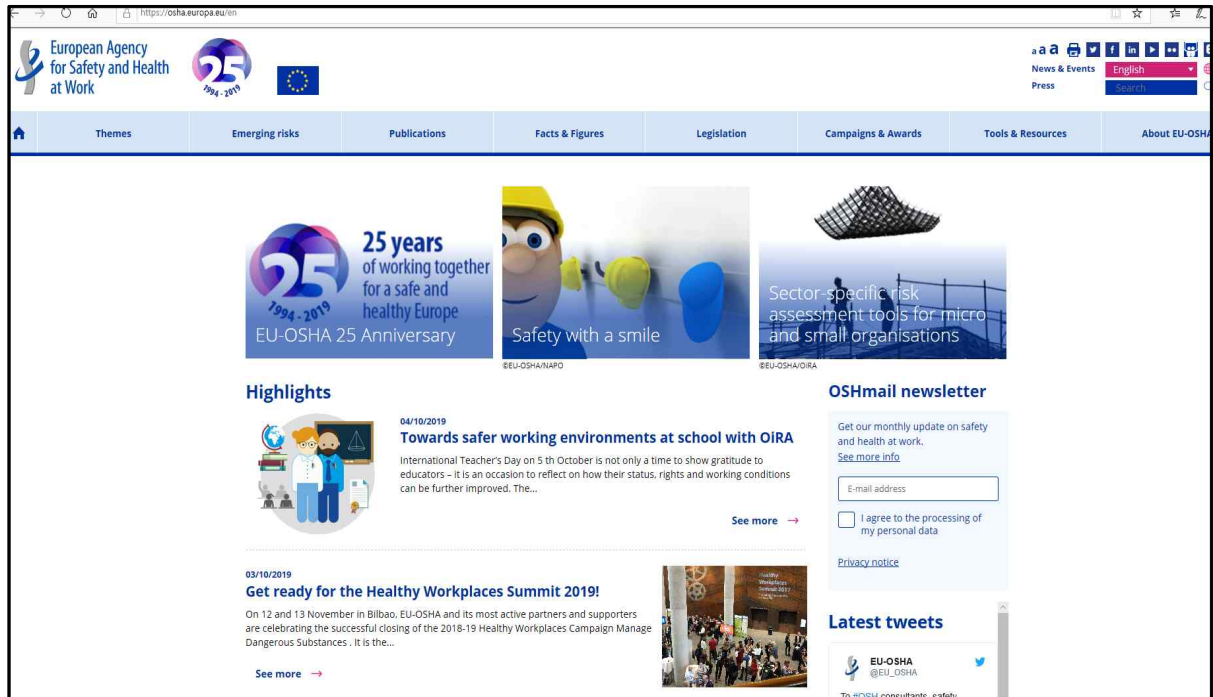 https://osha.europa.eu/en
European Agency
for Safety and Health
at Work
25
1994 - 2019
a a a
News & Events
English
Press
Search
Themes
Emerging risks
Publications
Facts & Figures
Legislation
Campaigns & Awards
Tools & Resources
About EU-OSHA
25
1994 - 2019
25 years
of working together
for a safe and
healthy Europe
EU-OSHA 25 Anniversary
Safety with a smile
©EU-OSHA/NAPO
Sector-specific risk
assessment tools for micro
and small organisations
©EU-OSHA/OiRA
Highlights
04/10/2019
Towards safer working environments at school with OiRA
International Teacher's Day on 5 th October is not only a time to show gratitude to
educators – it is an occasion to reflect on how their status, rights and working conditions
can be further improved. The...
See more →
03/10/2019
Get ready for the Healthy Workplaces Summit 2019!
On 12 and 13 November in Bilbao, EU-OSHA and its most active partners and supporters
are celebrating the successful closing of the 2018-19 Healthy Workplaces Campaign Manage
Dangerous Substances . It is the...
See more →
Healthy
Workplaces
Summit 2017
OSHmail newsletter
Get our monthly update on safety
and health at work.
See more info
E-mail address
I agree to the processing of
my personal data
Privacy notice
Latest tweets
EU-OSHA
@EU_OSHA
To #OSH consultants, safety